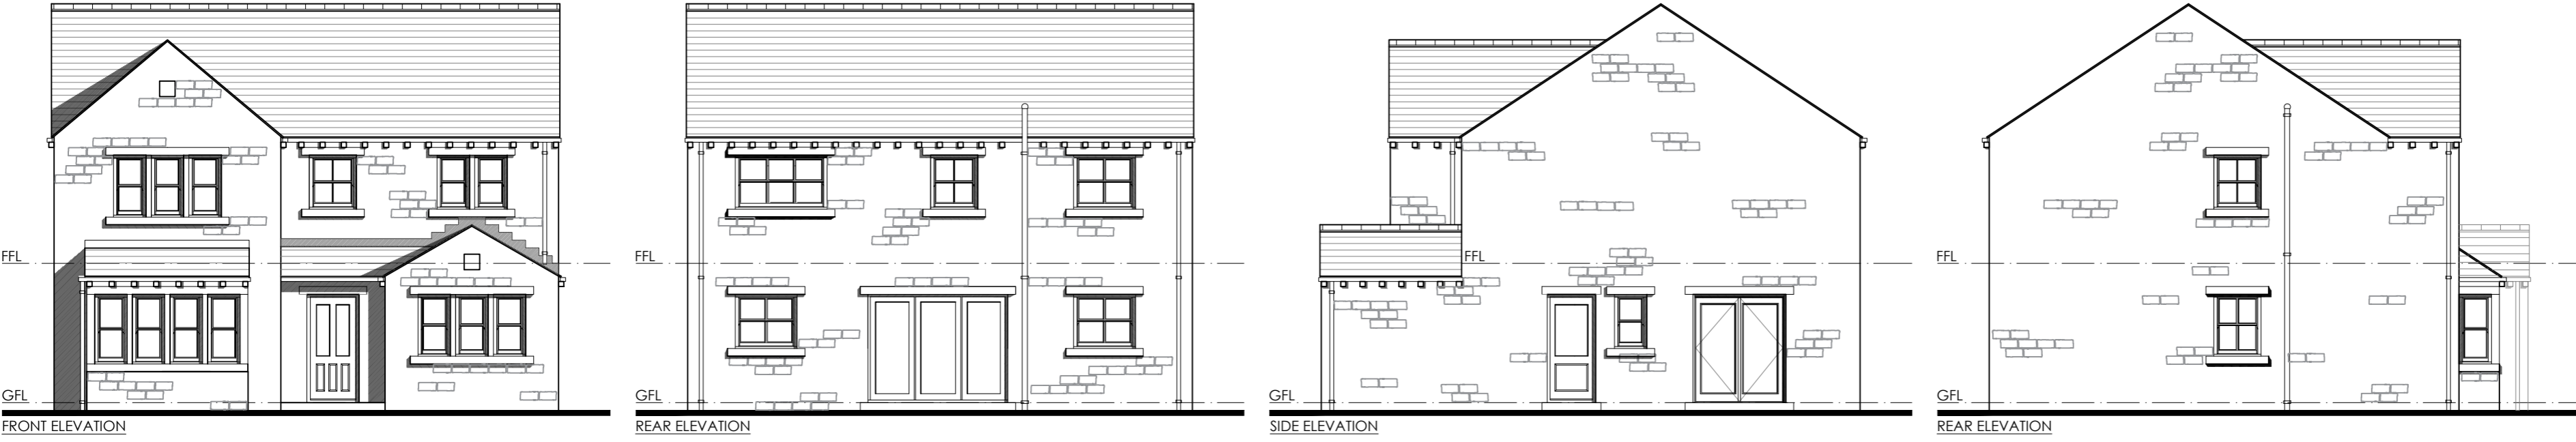 FFL
GFL
FRONT ELEVATION
FFL
GFL
REAR ELEVATION
FFL
GFL
SIDE ELEVATION
FFL
GFL
REAR ELEVATION